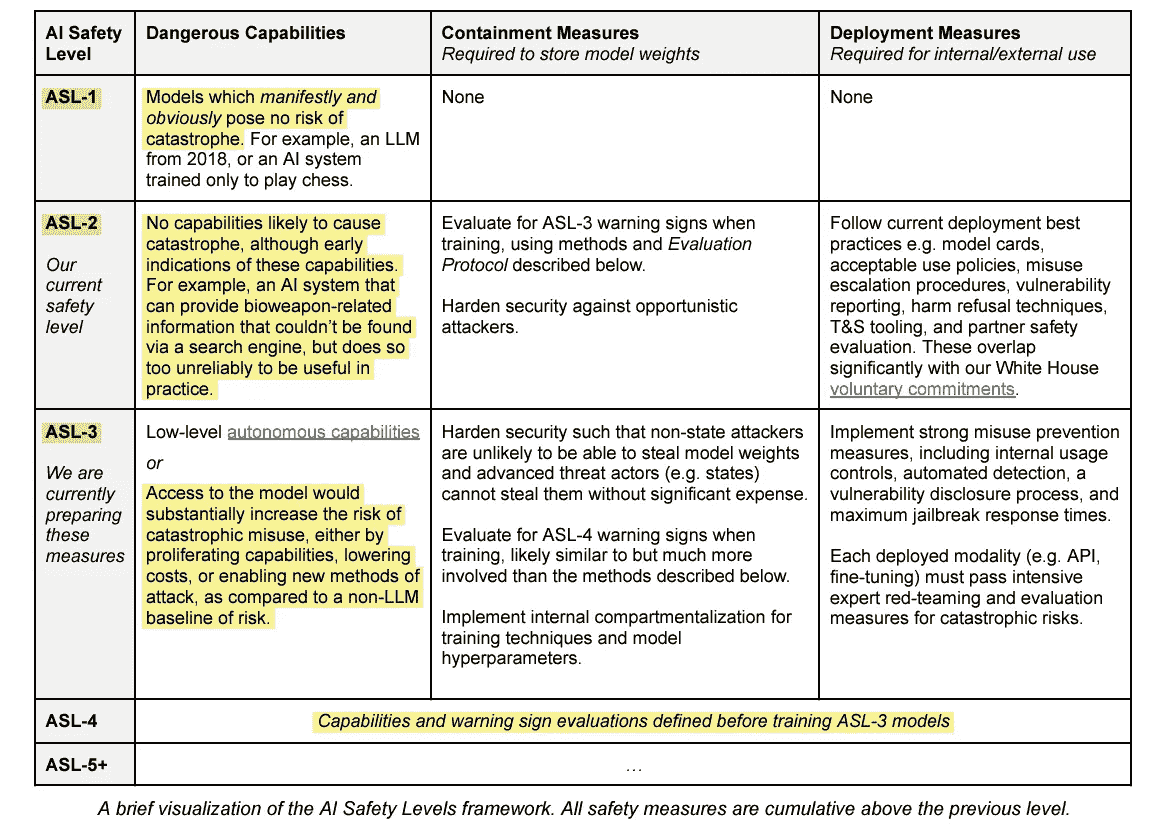 AI Safety
Level
Dangerous Capabilities
Containment Measures
Required to store model weights
Deployment Measures
Required for internal/external use
ASL-1
Models which manifestly and
obviously pose no risk of
catastrophe. For example, an LLM
from 2018, or an AI system
trained only to play chess.
None
None
ASL-2
Our
current
safety
level
No capabilities likely to cause
catastrophe, although early
indications of these capabilities.
For example, an AI system that
can provide bioweapon-related
information that couldn't be found
via a search engine, but does so
too unreliably to be useful in
practice.
Evaluate for ASL-3 warning signs when
training, using methods and Evaluation
Protocol described below.
Harden security against opportunistic
attackers.
Follow current deployment best
practices e.g. model cards,
acceptable use policies, misuse
escalation procedures, vulnerability
reporting, harm refusal techniques,
T&S tooling, and partner safety
evaluation. These overlap
significantly with our White House
voluntary commitments.
ASL-3
We are
currently
preparing
these
measures
Low-level autonomous capabilities
or
Access to the model would
substantially increase the risk of
catastrophic misuse, either by
proliferating capabilities, lowering
costs, or enabling new methods of
attack, as compared to a non-LLM
baseline of risk.
Harden security such that non-state attackers
are unlikely to be able to steal model weights
and advanced threat actors (e.g. states)
cannot steal them without significant expense.
Evaluate for ASL-4 warning signs when
training, likely similar to but much more
involved than the methods described below.
Implement internal compartmentalization for
training techniques and model
hyperparameters.
Implement strong misuse prevention
measures, including internal usage
controls, automated detection, a
vulnerability disclosure process, and
maximum jailbreak response times.
Each deployed modality (e.g. API,
fine-tuning) must pass intensive
expert red-teaming and evaluation
measures for catastrophic risks.
ASL-4
Capabilities and warning sign evaluations defined before training ASL-3 models
ASL-5+
...
A brief visualization of the AI Safety Levels framework. All safety measures are cumulative above the previous level.